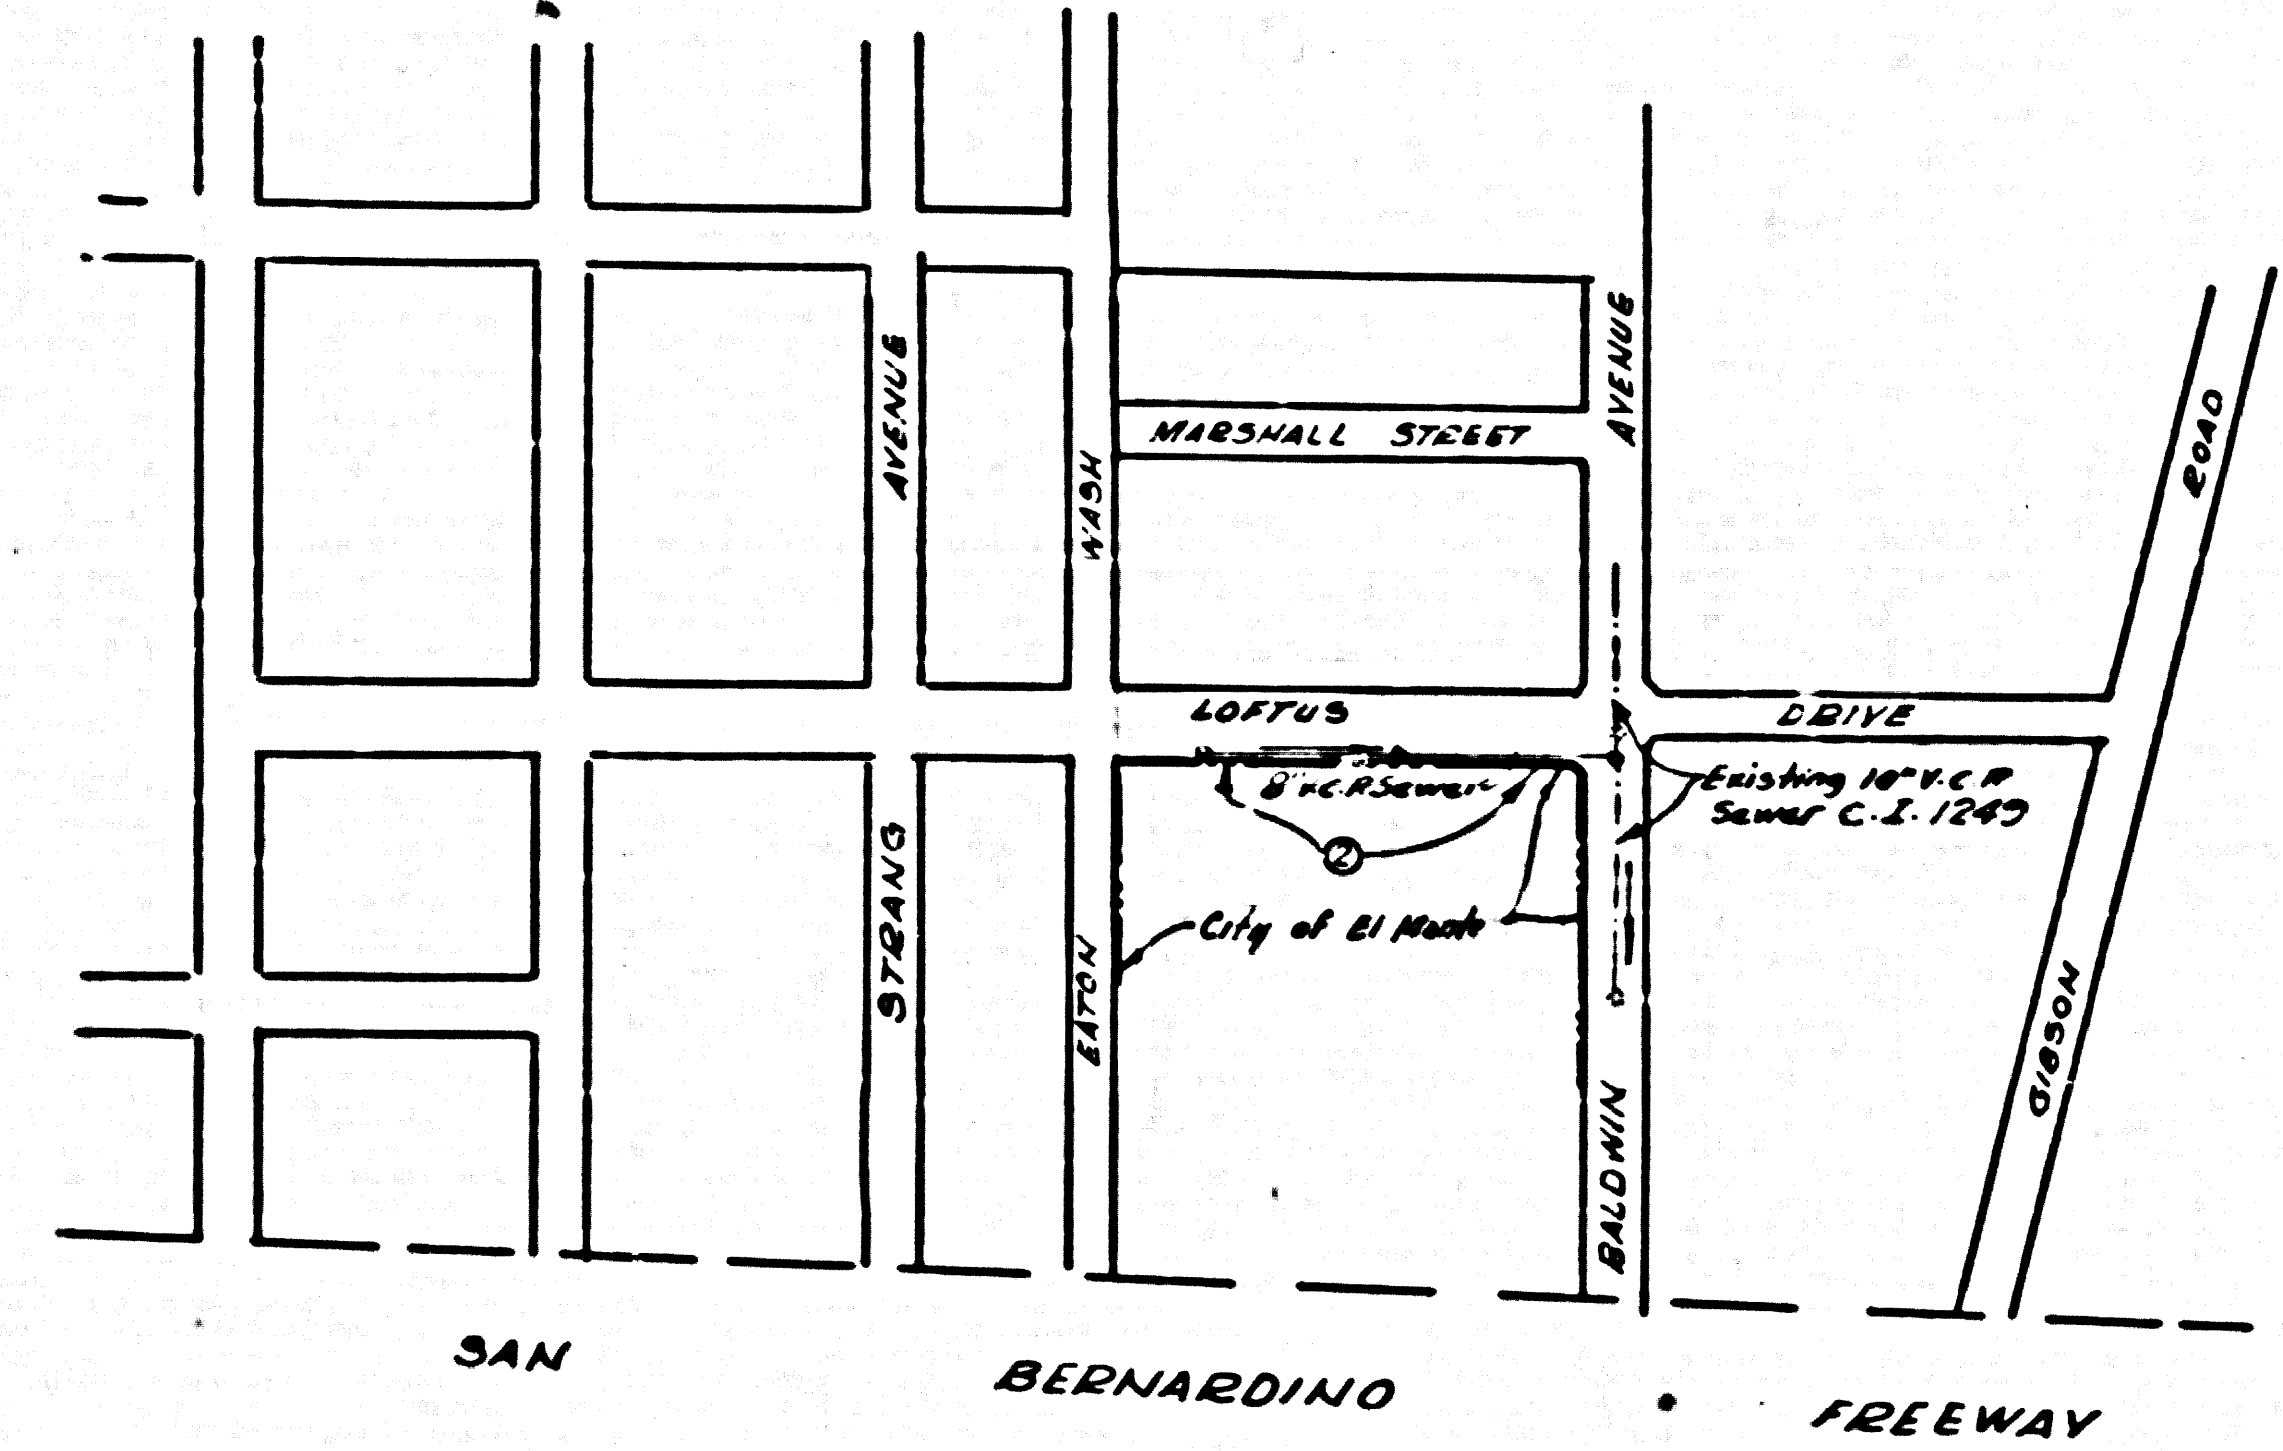 AVENUE
WASH
MARSHALL STREET
AVENUE
ROAD
LOFTUS
DRIVE
8" V.C.P. Sewer
Existing 10" V.C.P.
Sewer C.I. 1249
2
STRANG
City of El Monte
EATON
GIBSON
BALDWIN
SAN
BERNARDINO
FREEWAY